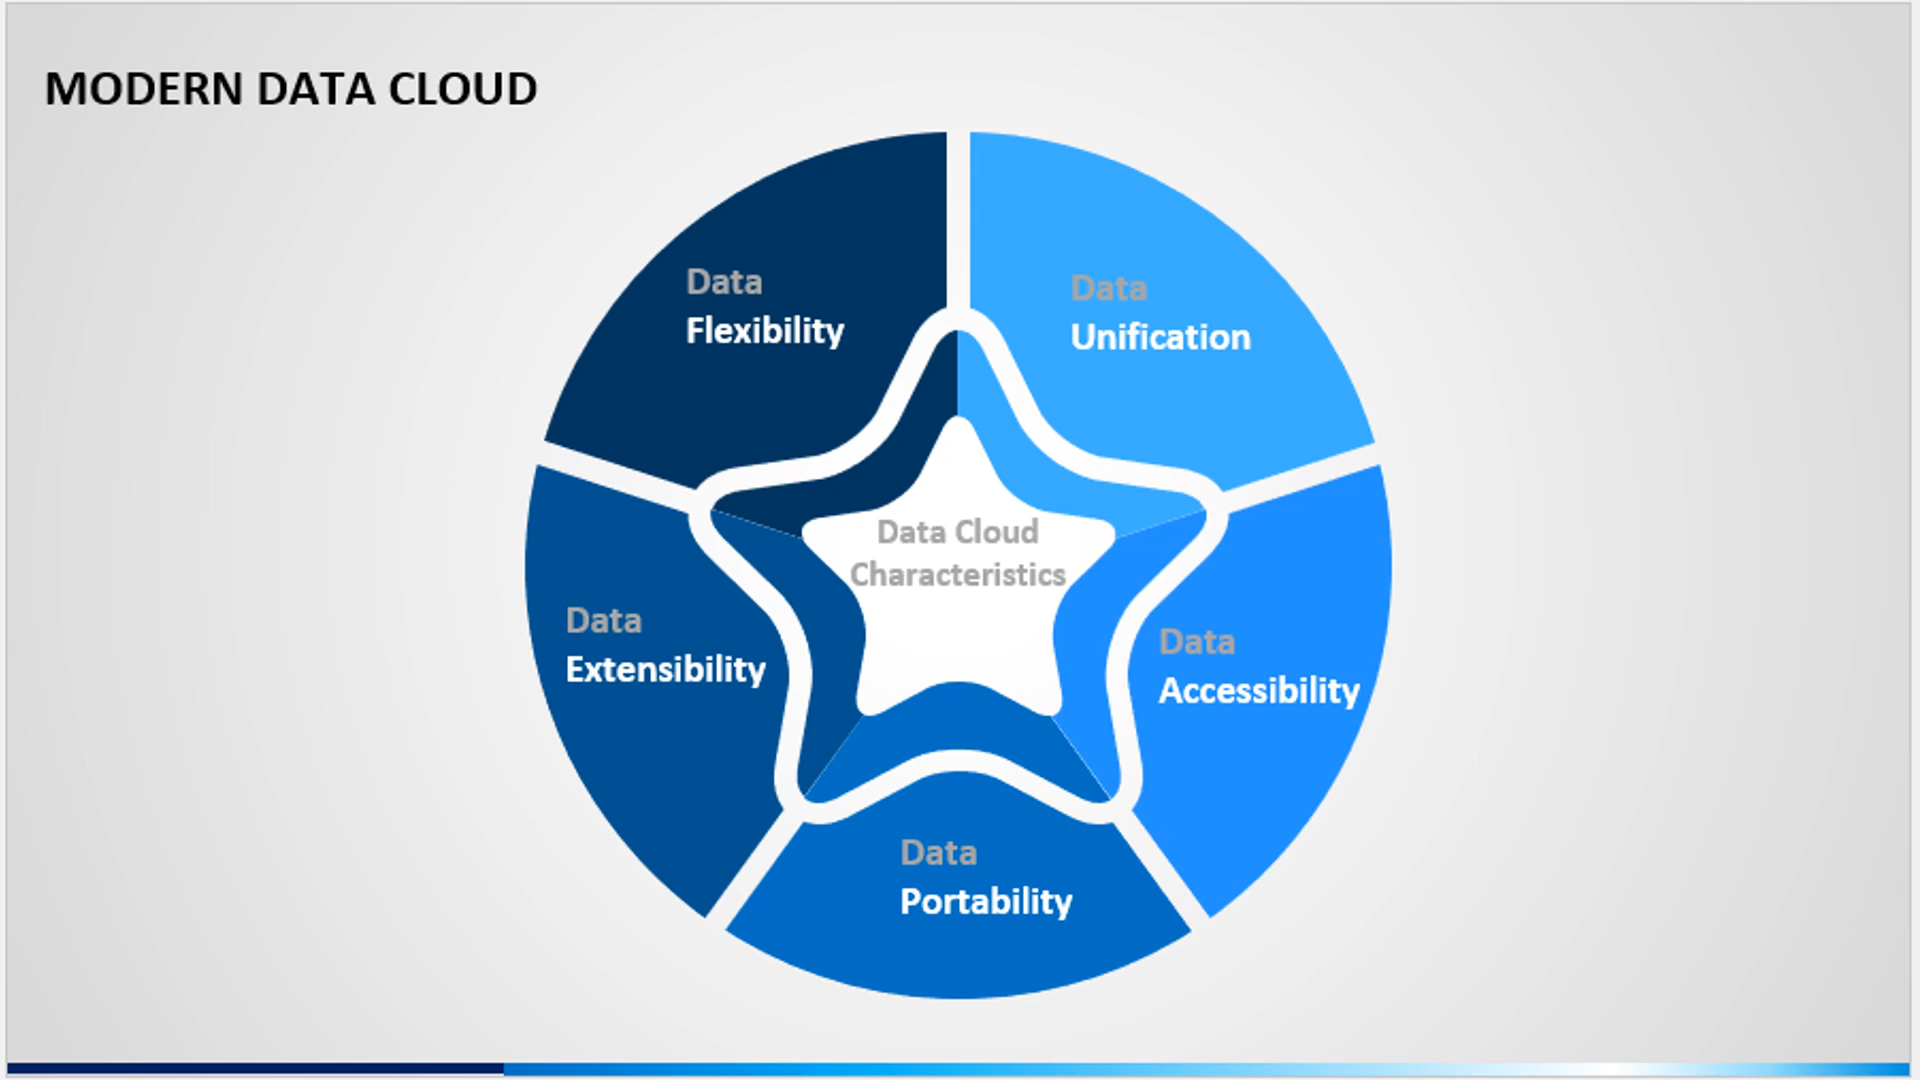 MODERN DATA CLOUD
Data
Flexibility
Data
Unification
Data Cloud
Characteristics
Data
Extensibility
Data
Accessibility
Data
Portability